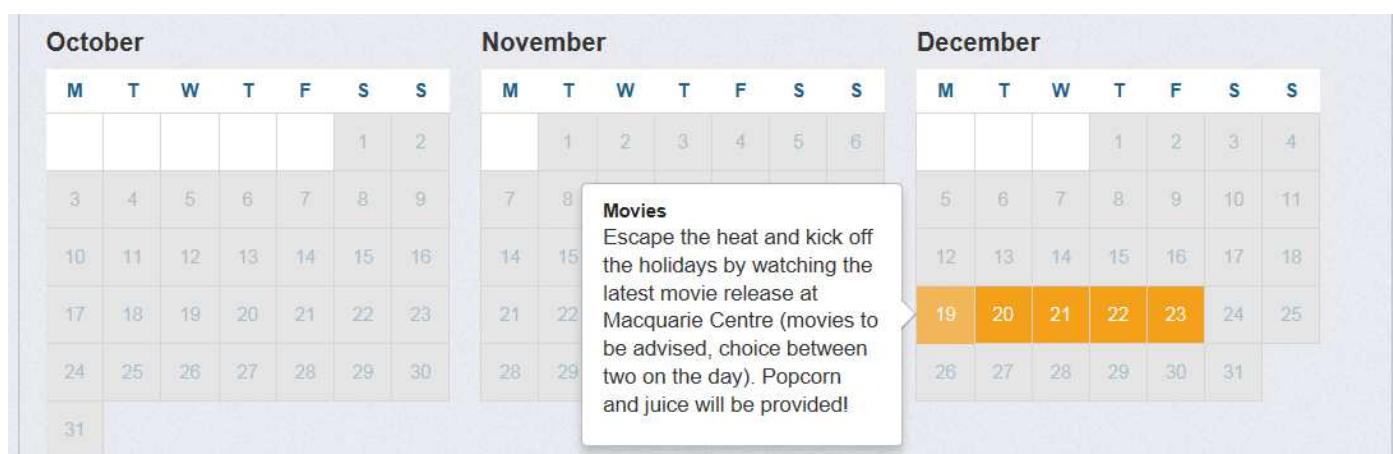 October November December
M T W T F S S M T W T F S S M T W T F S S
1 2 1 2 3 4 5 6 1 2 3 4
3 4 5 6 7 8 9 7 8 5 6 7 8 9 10 11
Movies
Escape the heat and kick off
10 11 12 13 14 15 16 14 15 12 13 14 15 16 17 18
the holidays by watching the
latest movie release at
17 18 19 20 21 22 23 21 22 19 20 21 22 23 24 25
Macquarie Centre (movies to
be advised, choice between
24 25 26 27 28 29 30 28 29 26 27 28 29 30 31
two on the day). Popcorn
and juice will be provided!
31